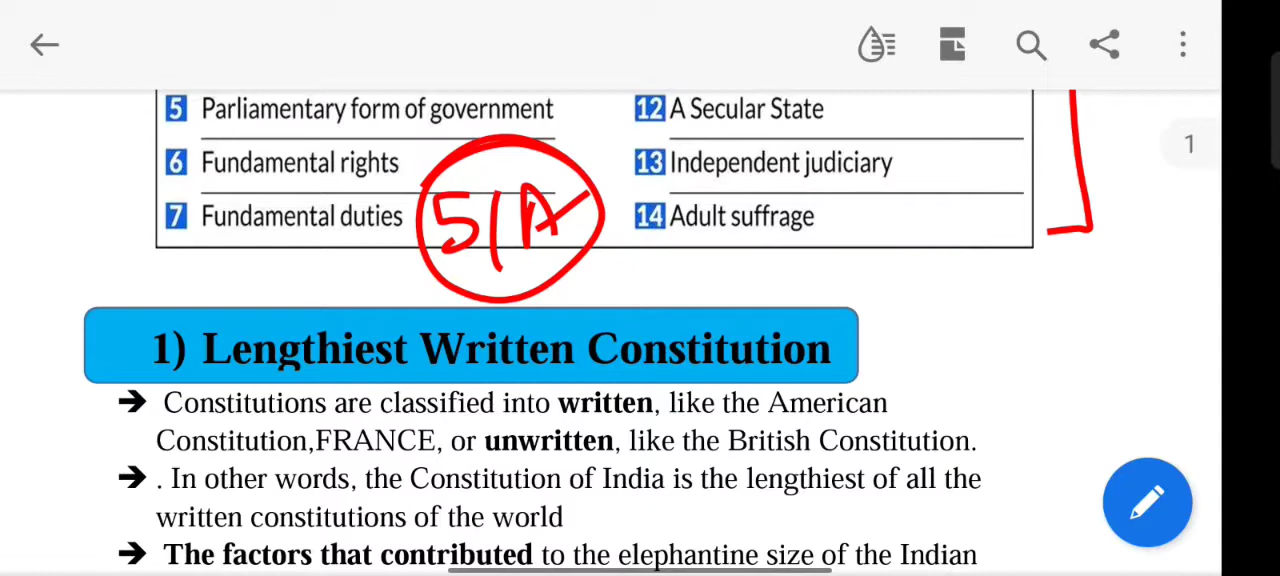 1
5 Parliamentary form of government
6 Fundamental rights
7 Fundamental duties
12 A Secular State
13 Independent judiciary
14 Adult suffrage
5/A
1) Lengthiest Written Constitution
➔ Constitutions are classified into written, like the American
Constitution,FRANCE, or unwritten, like the British Constitution.
➔ . In other words, the Constitution of India is the lengthiest of all the
written constitutions of the world
➔ The factors that contributed to the elephantine size of the Indian